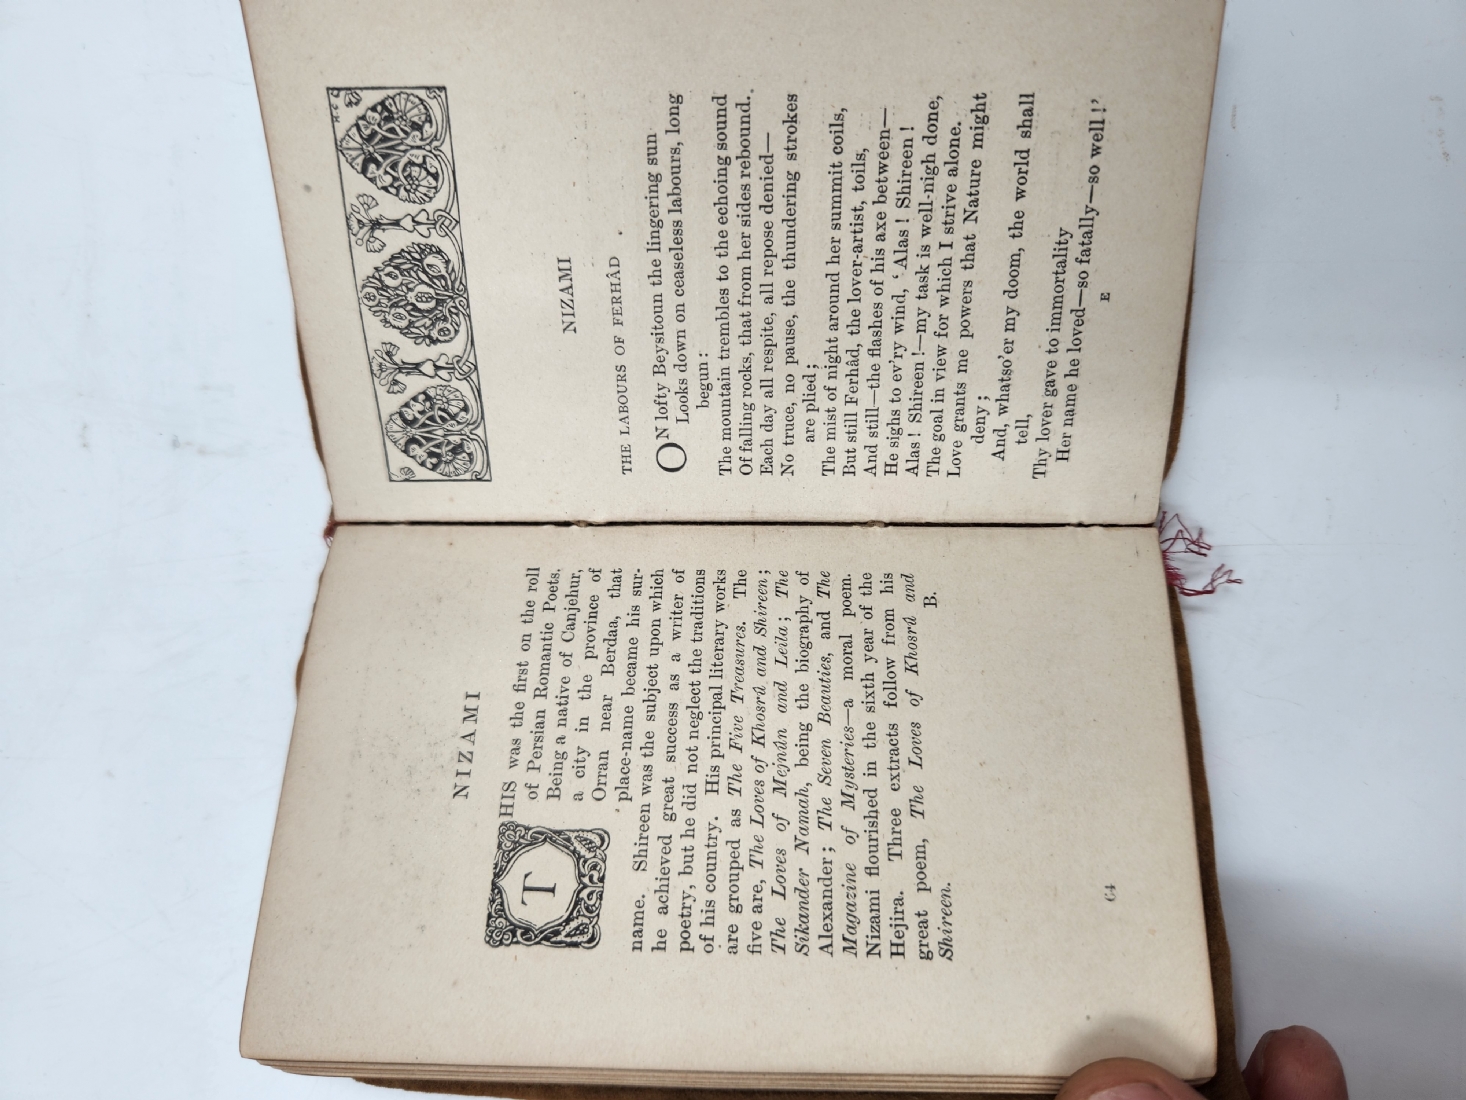 NIZAMI
THIS was the first on the roll
of Persian Romantic Poets.
Being a native of Canjehur,
a city in the province of
Orran near Berdaa, that
place-name became his sur-
name. Shireen was the subject upon which
he achieved great success as a writer of
poetry, but he did not neglect the traditions
of his country. His principal literary works
are grouped as The Five Treasures. The
five are, The Loves of Khosrû and Shireen;
The Loves of Mejnûn and Leila; The
Sikander Namah, being the biography of
Alexander; The Seven Beauties, and The
Magazine of Mysteries—a moral poem.
Nizami flourished in the sixth year of the
Hejira. Three extracts follow from his
great poem, The Loves of Khosrû and
Shireen.
B.
64
NIZAMI
THE LABOURS OF FERHÂD
ON lofty Beysitoun the lingering sun
Looks down on ceaseless labours, long
begun:
The mountain trembles to the echoing sound
Of falling rocks, that from her sides rebound.
Each day all respite, all repose denied—
No truce, no pause, the thundering strokes
are plied;
The mist of night around her summit coils,
But still Ferhâd, the lover-artist, toils,
And still—the flashes of his axe between—
He sighs to ev'ry wind, 'Alas! Shireen!
Alas! Shireen!—my task is well-nigh done,
The goal in view for which I strive alone.
Love grants me powers that Nature might
deny;
And, whatso'er my doom, the world shall
tell,
Thy lover gave to immortality
Her name he loved—so fatally—so well!'
E